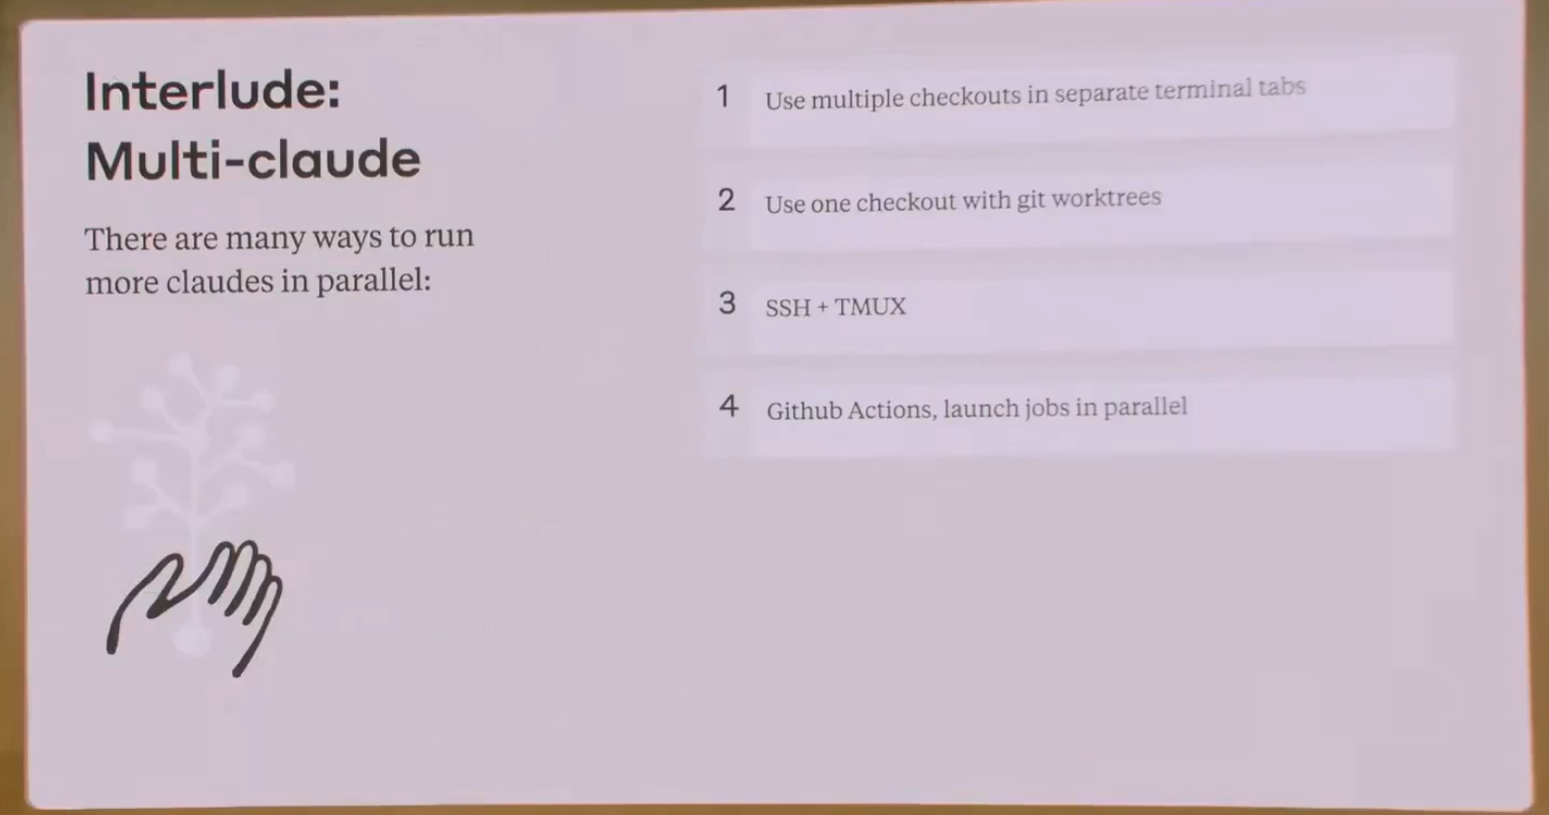 Interlude:
Multi-claude
There are many ways to run
more claudes in parallel:
1 Use multiple checkouts in separate terminal tabs
2 Use one checkout with git worktrees
3 SSH + TMUX
4 Github Actions, launch jobs in parallel